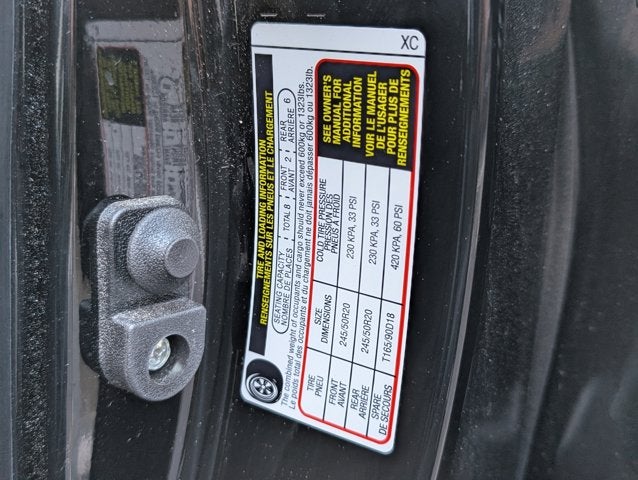 XC
TIRE AND LOADING INFORMATION
RENSEIGNEMENTS SUR LES PNEUS ET LE CHARGEMENT
SEATING CAPACITY TOTAL 8 FRONT 2 REAR 6
NOMBRE DE PLACES AVANT ARRIÈRE
The combined weight of occupants and cargo should never exceed 600kg or 1323lb.
Le poids total des occupants et du chargement ne doit jamais dépasser 600kg ou 1323lb.
TIRE SIZE COLD TIRE PRESSURE
PNEU DIMENSIONS PRESSION DES
PNEUS À FROID
FRONT 245/50R20 230 KPA, 33 PSI
AVANT
REAR 245/50R20 230 KPA, 33 PSI
ARRIÈRE
SPARE T165/90D18 420 KPA, 60 PSI
DE SECOURS
SEE OWNER'S
MANUAL FOR
ADDITIONAL
INFORMATION
VOIR LE MANUEL
DE L'USAGER
POUR PLUS DE
RENSEIGNEMENTS